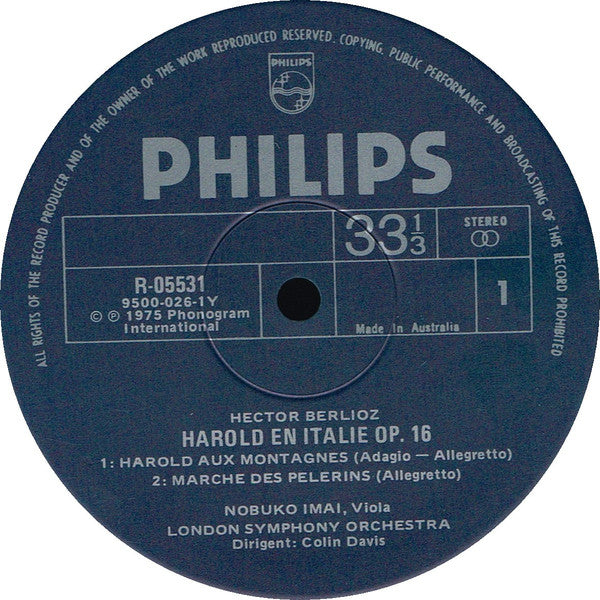 ALL RIGHTS OF THE RECORD PRODUCER AND OF THE OWNER OF THE WORK REPRODUCED RESERVED. COPYING, PUBLIC PERFORMANCE AND BROADCASTING OF THIS RECORD PROHIBITED
PHILIPS
PHILIPS
33 1/3
STEREO
R-05531
9500-026-1Y
© ℗ 1975 Phonogram
International
1
Made in Australia
HECTOR BERLIOZ
HAROLD EN ITALIE OP. 16
1: HAROLD AUX MONTAGNES (Adagio — Allegretto)
2: MARCHE DES PELERINS (Allegretto)
NOBUKO IMAI, Viola
LONDON SYMPHONY ORCHESTRA
Dirigent: Colin Davis